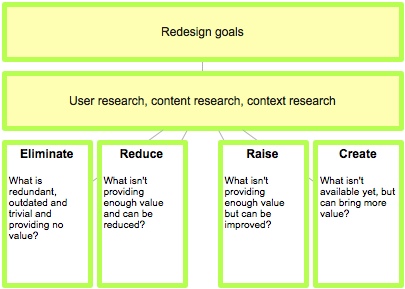 Redesign goals
User research, content research, context research
Eliminate
What is
redundant,
outdated and
trivial and
providing no
value?
Reduce
What isn't
providing
enough value
and can be
reduced?
Raise
What isn't
providing
enough value
but can be
improved?
Create
What isn't
available yet, but
can bring more
value?